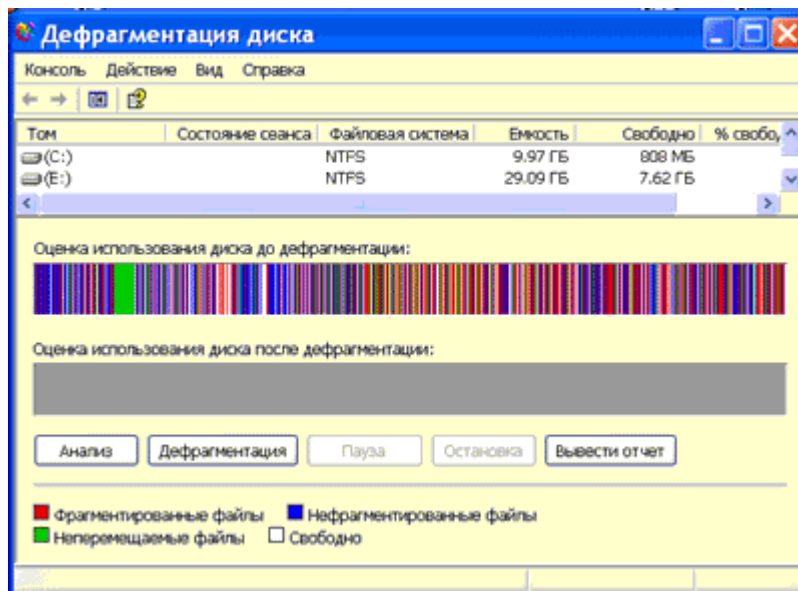 Дефрагментация диска
Консоль Действие Вид Справка
Том Состояние сеанса Файловая система Емкость Свободно % свобо
(C:) NTFS 9.97 ГБ 808 МБ
(E:) NTFS 29.09 ГБ 7.62 ГБ
Оценка использования диска до дефрагментации:
Оценка использования диска после дефрагментации:
Анализ Дефрагментация Пауза Остановка Вывести отчет
Фрагментированные файлы Нефрагментированные файлы
Неперемещаемые файлы Свободно